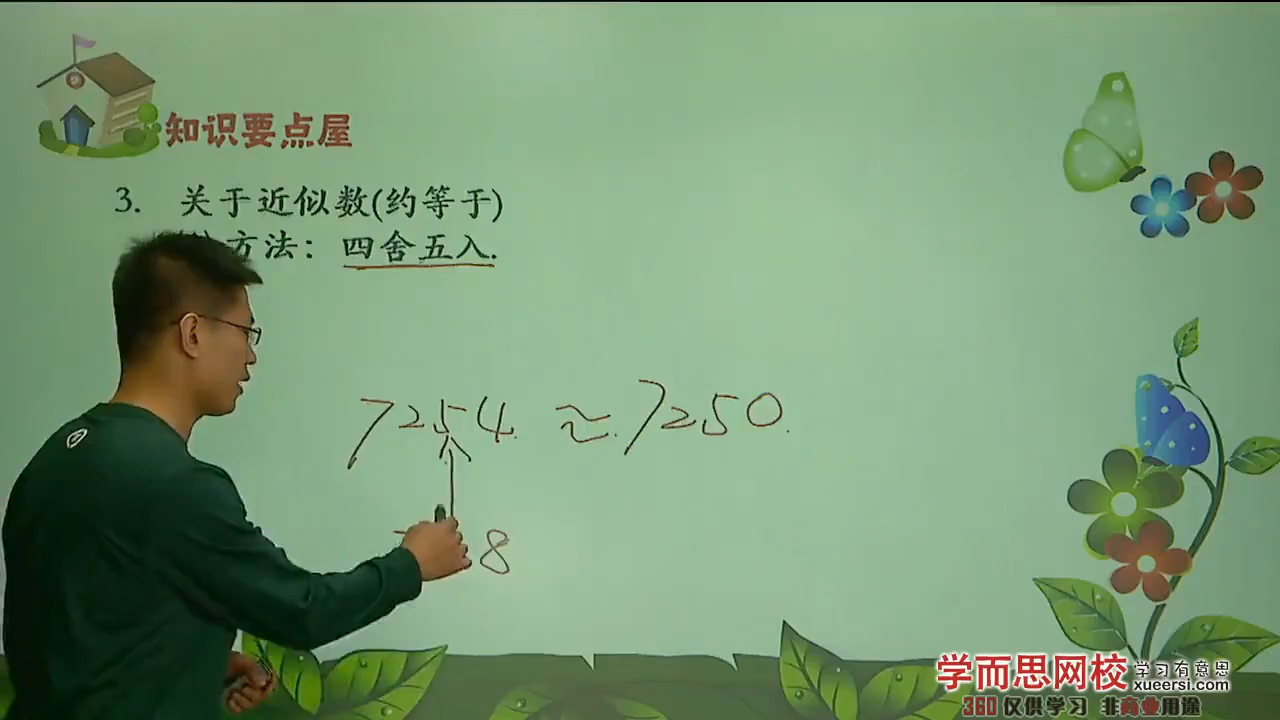 知识要点屋
3. 关于近似数(约等于)
方法：四舍五入.
7254 ≈ 7250
8
学而思网校 学习有意思
xueersi.com
360 仅供学习 非商业用途